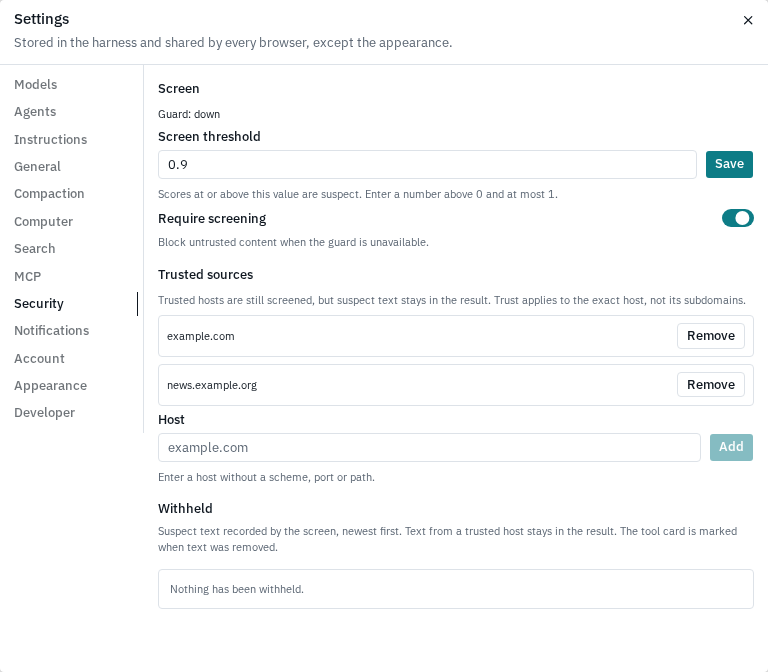 Settings
Stored in the harness and shared by every browser, except the appearance.
Models
Agents
Instructions
General
Compaction
Computer
Search
MCP
Security
Notifications
Account
Appearance
Developer
Screen
Guard: down
Screen threshold
0.9
Save
Scores at or above this value are suspect. Enter a number above 0 and at most 1.
Require screening
Block untrusted content when the guard is unavailable.
Trusted sources
Trusted hosts are still screened, but suspect text stays in the result. Trust applies to the exact host, not its subdomains.
example.com
Remove
news.example.org
Remove
Host
example.com
Add
Enter a host without a scheme, port or path.
Withheld
Suspect text recorded by the screen, newest first. Text from a trusted host stays in the result. The tool card is marked
when text was removed.
Nothing has been withheld.